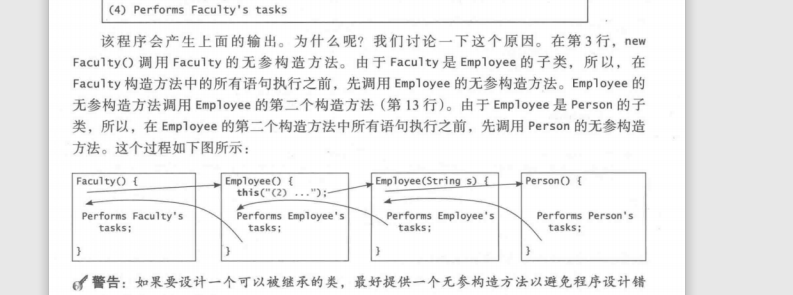 (4) Performs Faculty's tasks
该程序会产生上面的输出。为什么呢？我们讨论一下这个原因。在第 3 行，new
Faculty() 调用 Faculty 的无参构造方法。由于 Faculty 是 Employee 的子类，所以，在
Faculty 构造方法中的所有语句执行之前，先调用 Employee 的无参构造方法。Employee 的
无参构造方法调用 Employee 的第二个构造方法（第 13 行）。由于 Employee 是 Person 的子
类，所以，在 Employee 的第二个构造方法中所有语句执行之前，先调用 Person 的无参构造
方法。这个过程如下图所示：
Faculty() {
Performs Faculty's
tasks;
}
Employee() {
this("(2) ...");
Performs Employee's
tasks;
}
Employee(String s) {
Performs Employee's
tasks;
}
Person() {
Performs Person's
tasks;
}
警告：如果要设计一个可以被继承的类，最好提供一个无参构造方法以避免程序设计错